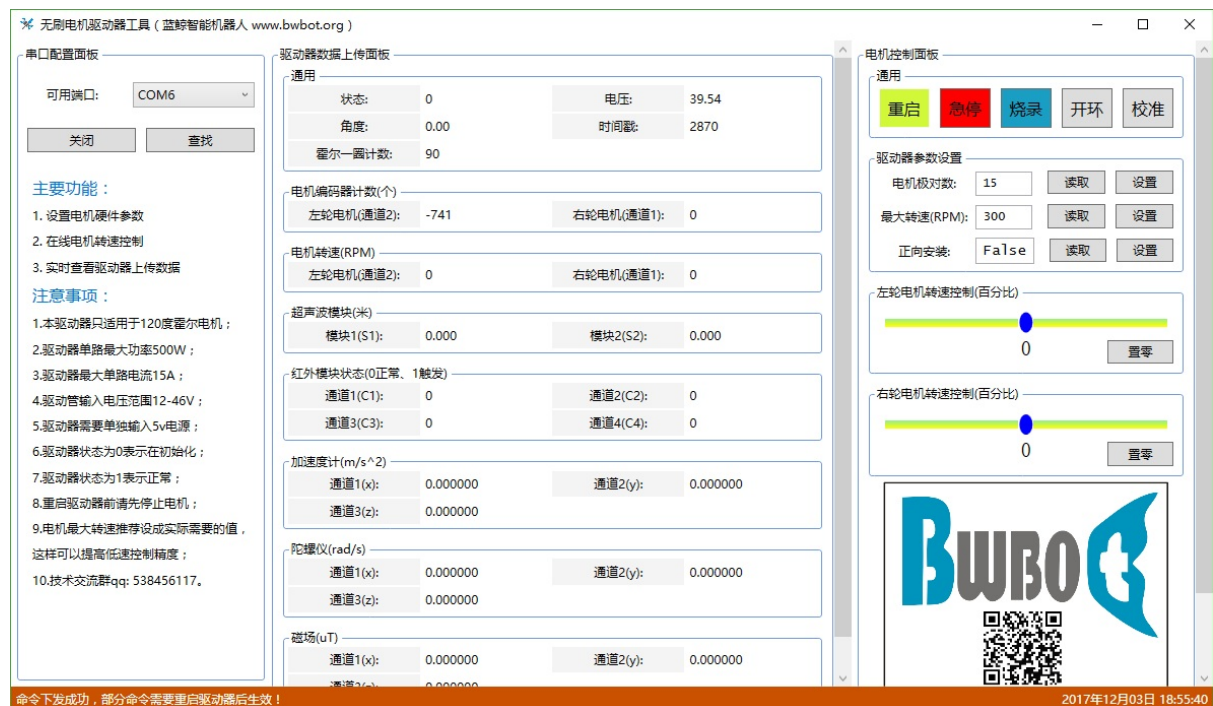 无刷电机驱动器工具（蓝鲸智能机器人 www.bwbot.org）
串口配置面板
可用端口: COM6
关闭 查找
主要功能：
1. 设置电机硬件参数
2. 在线电机转速控制
3. 实时查看驱动器上传数据
注意事项：
1.本驱动器只适用于120度霍尔电机；
2.驱动器单路最大功率500W；
3.驱动器最大单路电流15A；
4.驱动管输入电压范围12-46V；
5.驱动器需要单独输入5v电源；
6.驱动器状态为0表示在初始化；
7.驱动器状态为1表示正常；
8.重启驱动器前请先停止电机；
9.电机最大转速推荐设成实际需要的值，
这样可以提高低速控制精度；
10.技术交流群qq: 538456117。
驱动器数据上传面板
通用
状态: 0 电压: 39.54
角度: 0.00 时间戳: 2870
霍尔一圈计数: 90
电机编码器计数(个)
左轮电机(通道2): -741 右轮电机(通道1): 0
电机转速(RPM)
左轮电机(通道2): 0 右轮电机(通道1): 0
超声波模块(米)
模块1(S1): 0.000 模块2(S2): 0.000
红外模块状态(0正常、1触发)
通道1(C1): 0 通道2(C2): 0
通道3(C3): 0 通道4(C4): 0
加速度计(m/s^2)
通道1(x): 0.000000 通道2(y): 0.000000
通道3(z): 0.000000
陀螺仪(rad/s)
通道1(x): 0.000000 通道2(y): 0.000000
通道3(z): 0.000000
磁场(uT)
通道1(x): 0.000000 通道2(y): 0.000000
电机控制面板
通用
重启 急停 烧录 开环 校准
驱动器参数设置
电机极对数: 15 读取 设置
最大转速(RPM): 300 读取 设置
正向安装: False 读取 设置
左轮电机转速控制(百分比)
0 置零
右轮电机转速控制(百分比)
0 置零
BWBOt
命令下发成功，部分命令需要重启驱动器后生效！ 2017年12月03日 18:55:40